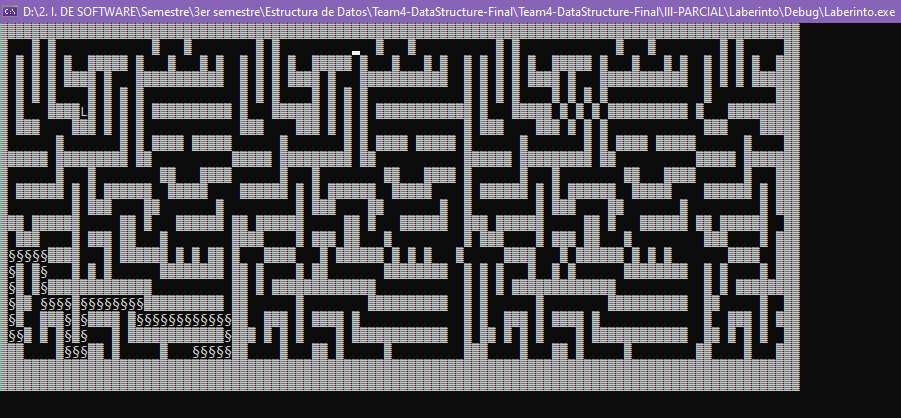 D:\2. I. DE SOFTWARE\Semestre\3er semestre\Estructura de Datos\Team4-DataStructure-Final\Team4-DataStructure-Final\III-PARCIAL\Laberinto\Debug\Laberinto.exe
L
§§§§§
§ §
§ §
§ §§§§ §§§§§§§§
§ § § §§§§§§§§§§§§
§§ § § §
§§§ §§§§§